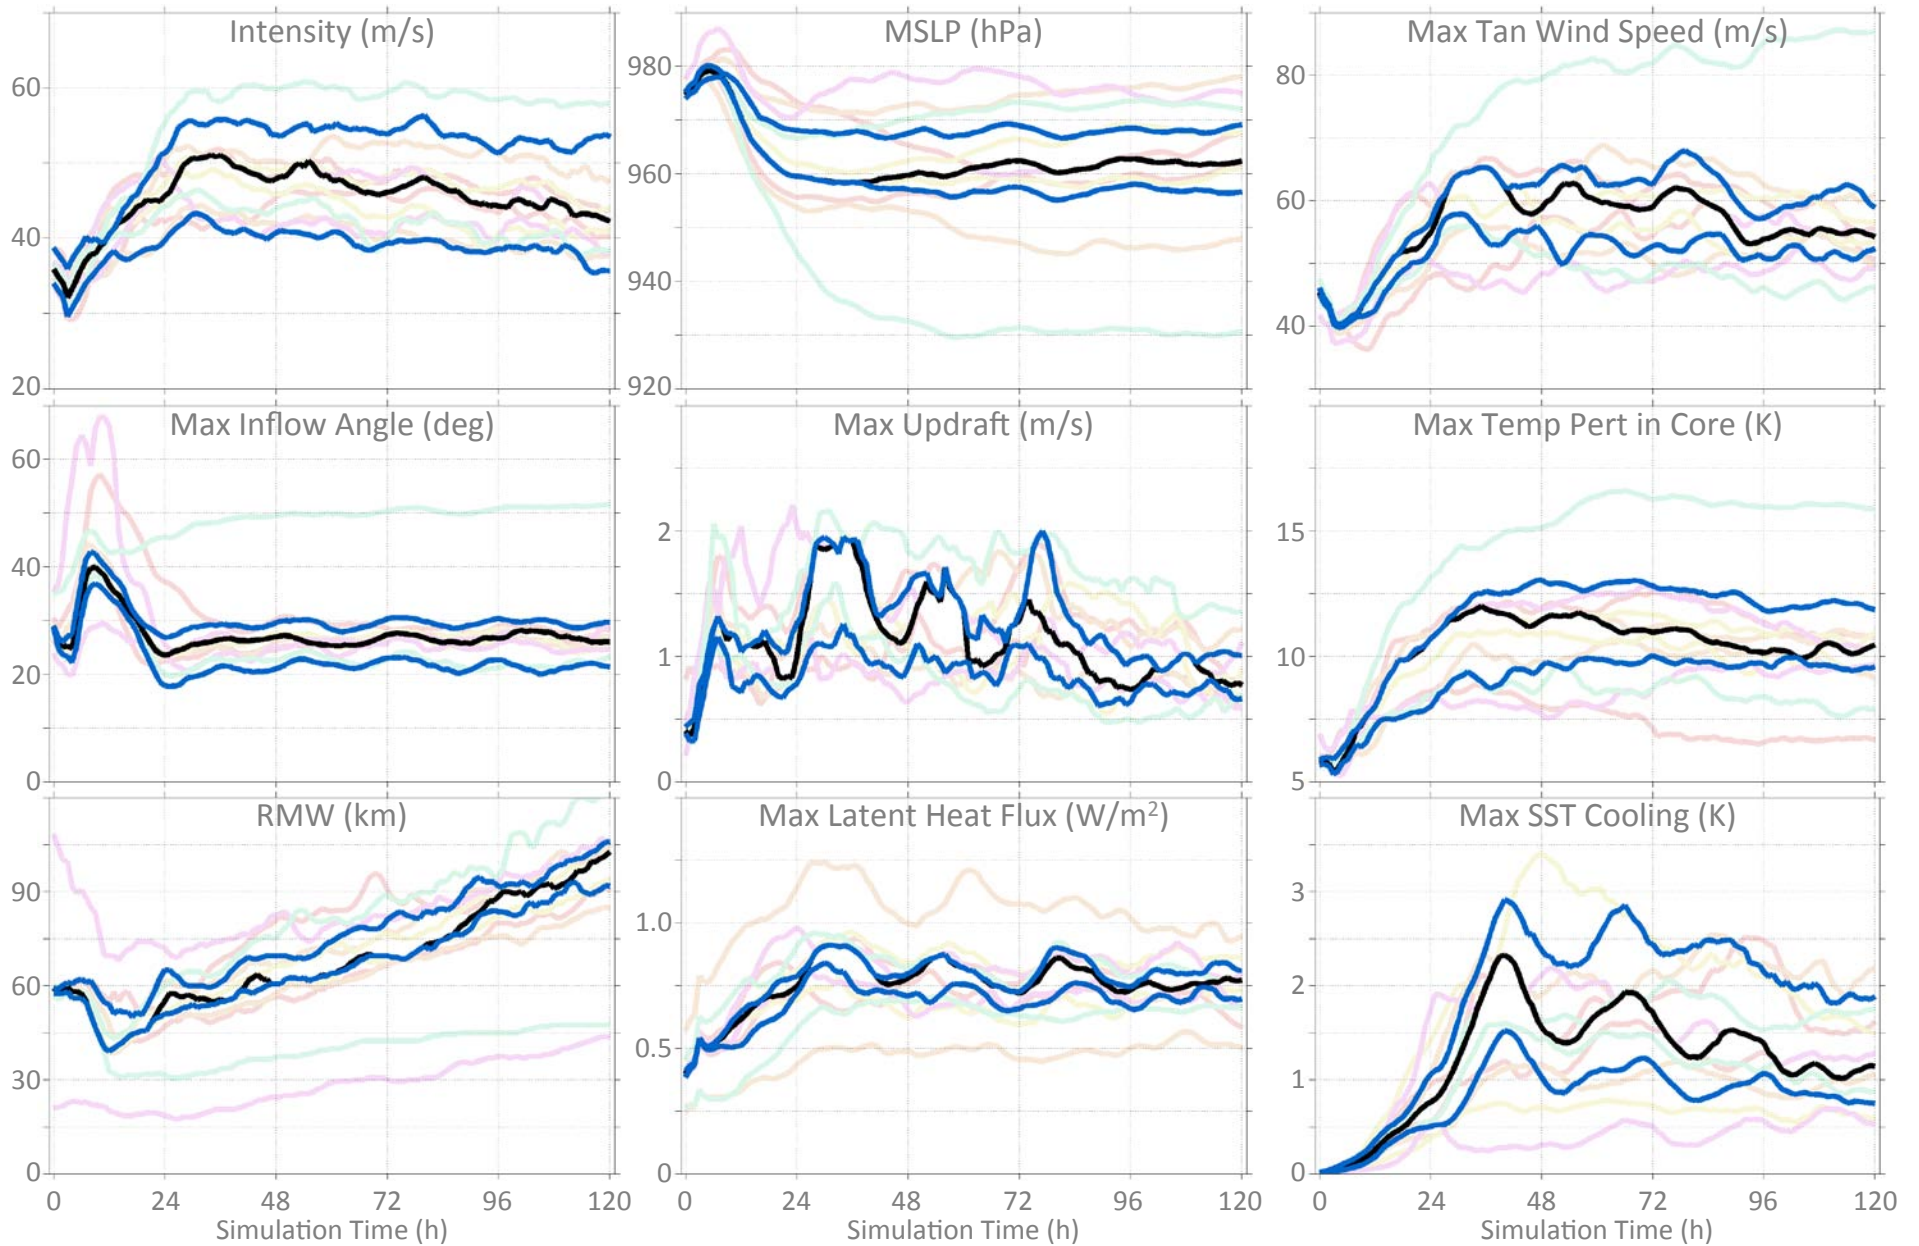 Intensity (m/s)
60
40
20
MSLP (hPa)
980
960
940
920
Max Tan Wind Speed (m/s)
80
60
40
Max Inflow Angle (deg)
60
40
20
0
Max Updraft (m/s)
2
1
0
Max Temp Pert in Core (K)
15
10
5
RMW (km)
90
60
30
0
0 24 48 72 96 120
Simulation Time (h)
Max Latent Heat Flux (W/m²)
1.0
0.5
0
0 24 48 72 96 120
Simulation Time (h)
Max SST Cooling (K)
3
2
1
0
0 24 48 72 96 120
Simulation Time (h)